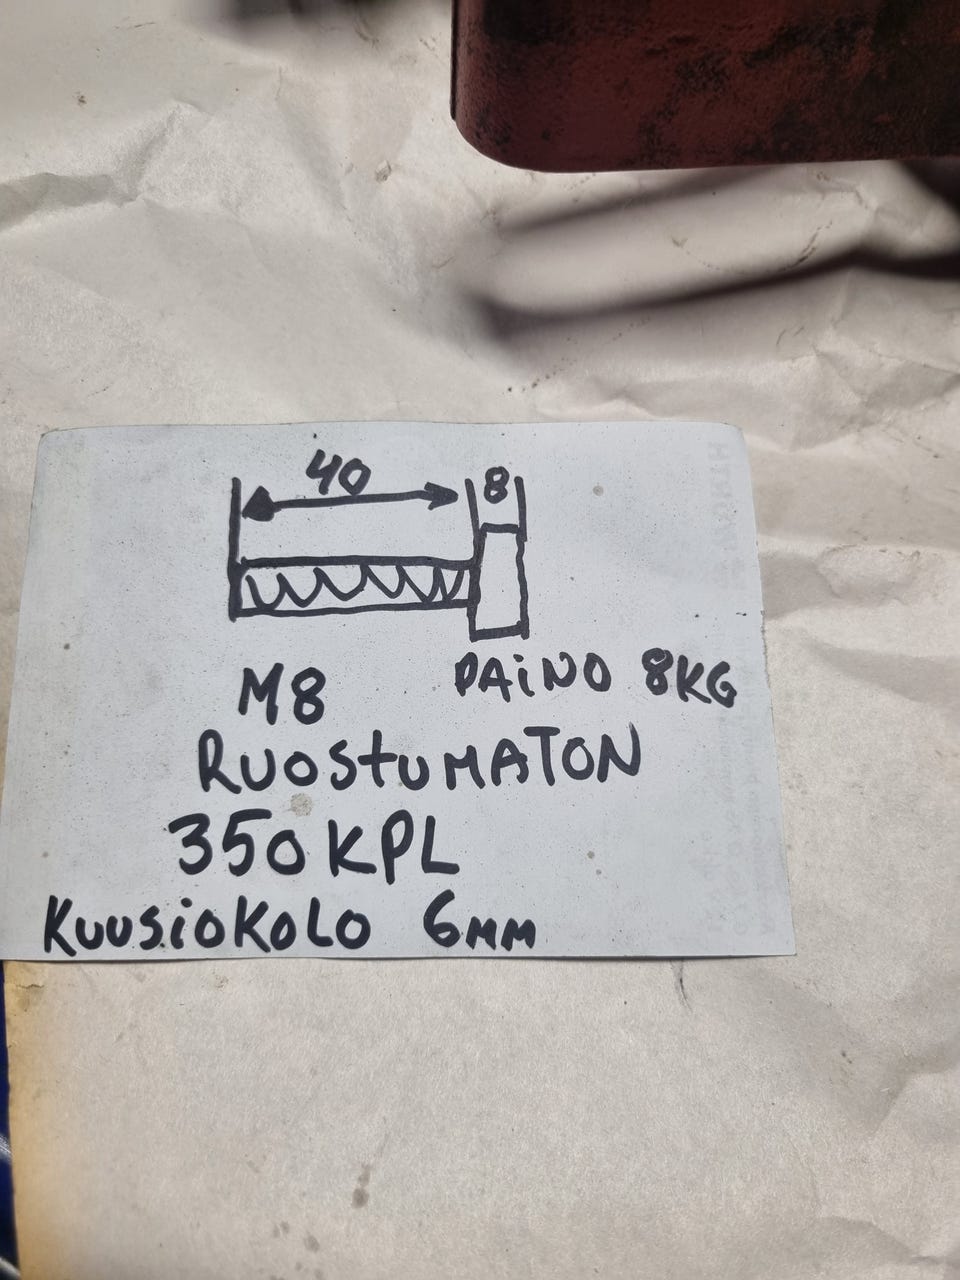 40
8
M8
PAiNO 8KG
RUOStuMATON
350 KPL
KuusioKoLo 6mm